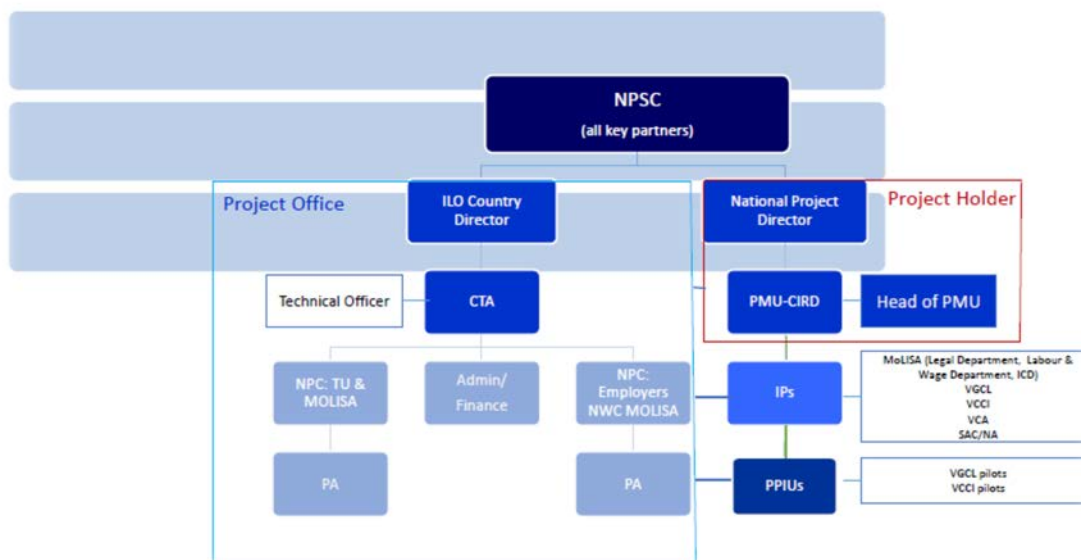 NPSC
(all key partners)
Project Office
ILO Country
Director
National Project
Director
Project Holder
Technical Officer
CTA
PMU-CIRD
Head of PMU
NPC: TU &
MOLISA
Admin/
Finance
NPC:
Employers
NWC MOLISA
IPs
MoLISA (Legal Department, Labour &
Wage Department, ICD)
VGCL
VCCI
VCA
SAC/NA
PA
PA
PPIUs
VGCL pilots
VCCI pilots